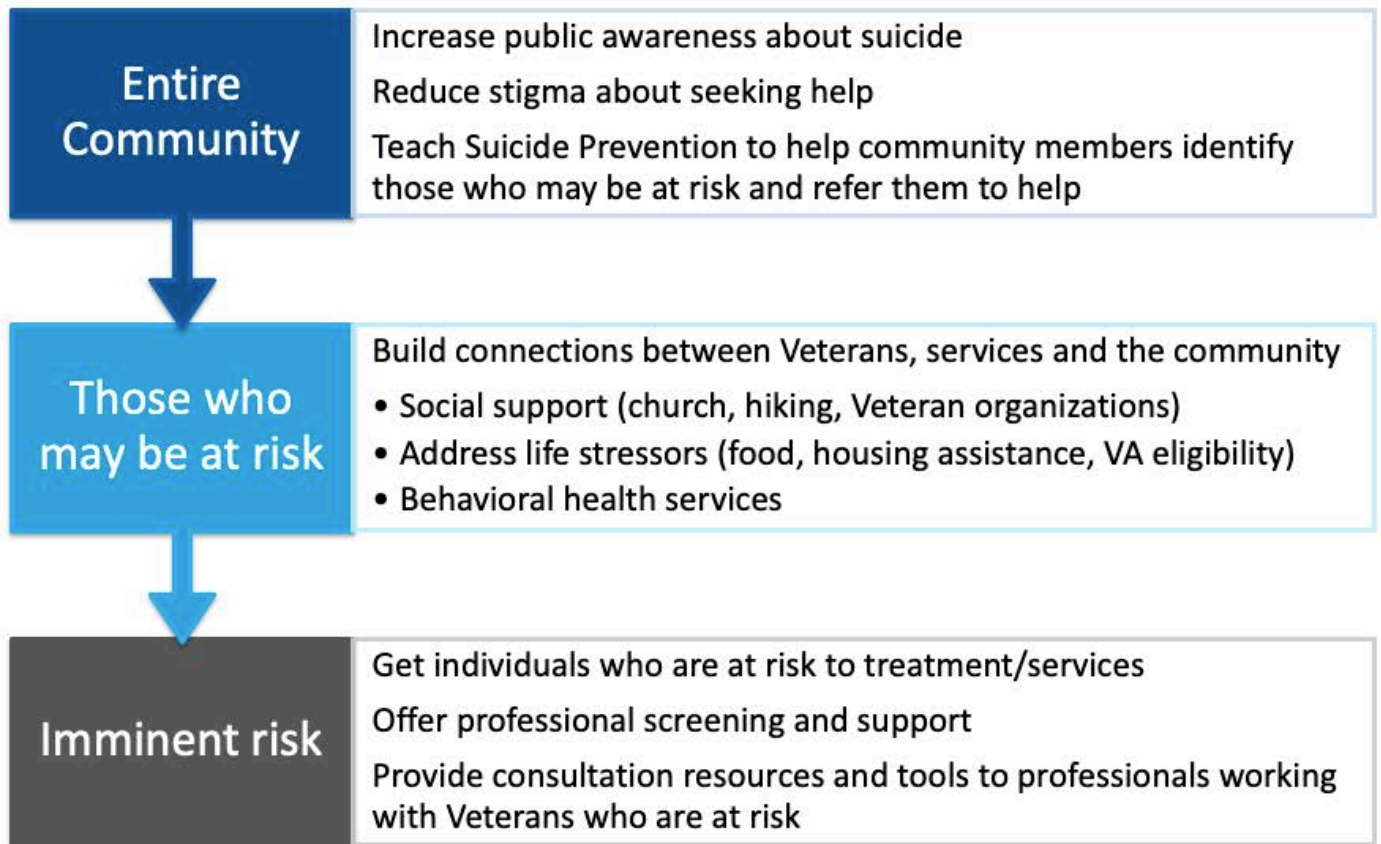 Entire
Community
Increase public awareness about suicide
Reduce stigma about seeking help
Teach Suicide Prevention to help community members identify
those who may be at risk and refer them to help
Those who
may be at risk
Build connections between Veterans, services and the community
• Social support (church, hiking, Veteran organizations)
• Address life stressors (food, housing assistance, VA eligibility)
• Behavioral health services
Imminent risk
Get individuals who are at risk to treatment/services
Offer professional screening and support
Provide consultation resources and tools to professionals working
with Veterans who are at risk